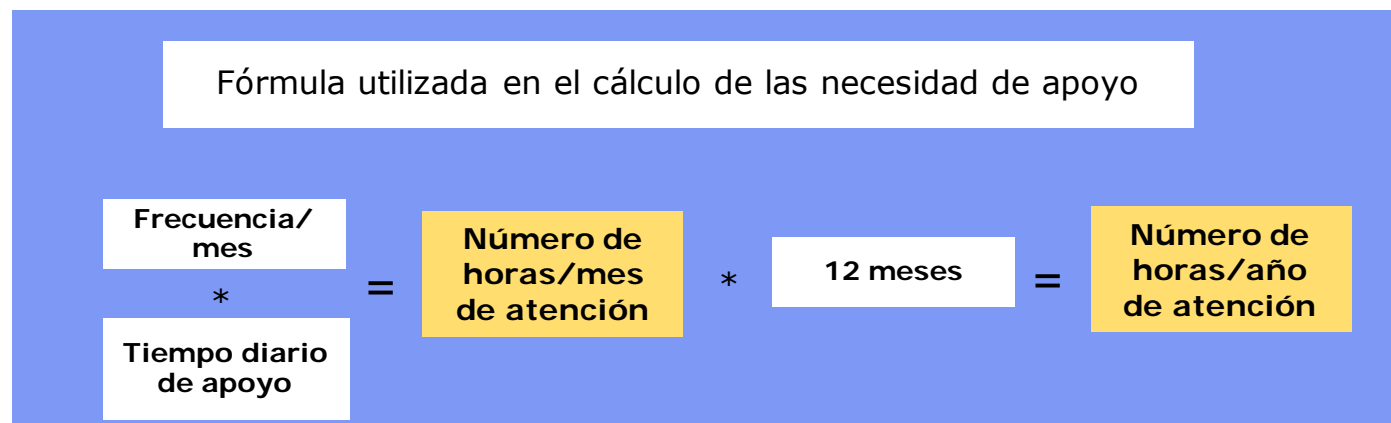 Fórmula utilizada en el cálculo de las necesidad de apoyo
Frecuencia/
mes
*
Tiempo diario
de apoyo
=
Número de
horas/mes
de atención
*
12 meses
=
Número de
horas/año
de atención